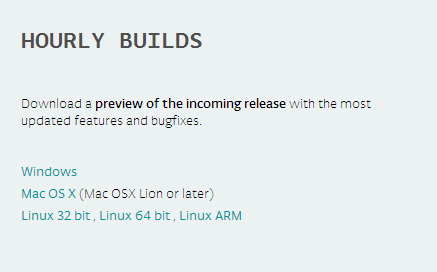 HOURLY BUILDS
Download a preview of the incoming release with the most
updated features and bugfixes.
Windows
Mac OS X (Mac OSX Lion or later)
Linux 32 bit , Linux 64 bit , Linux ARM